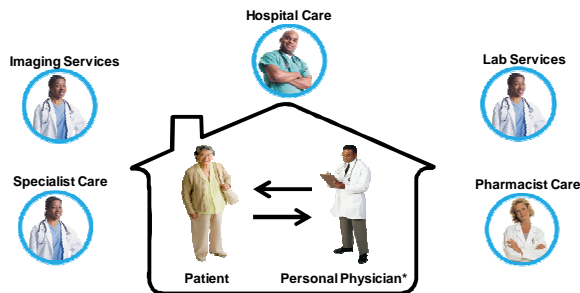 Hospital Care
Imaging Services
Lab Services
Specialist Care
Pharmacist Care
Patient
Personal Physician*